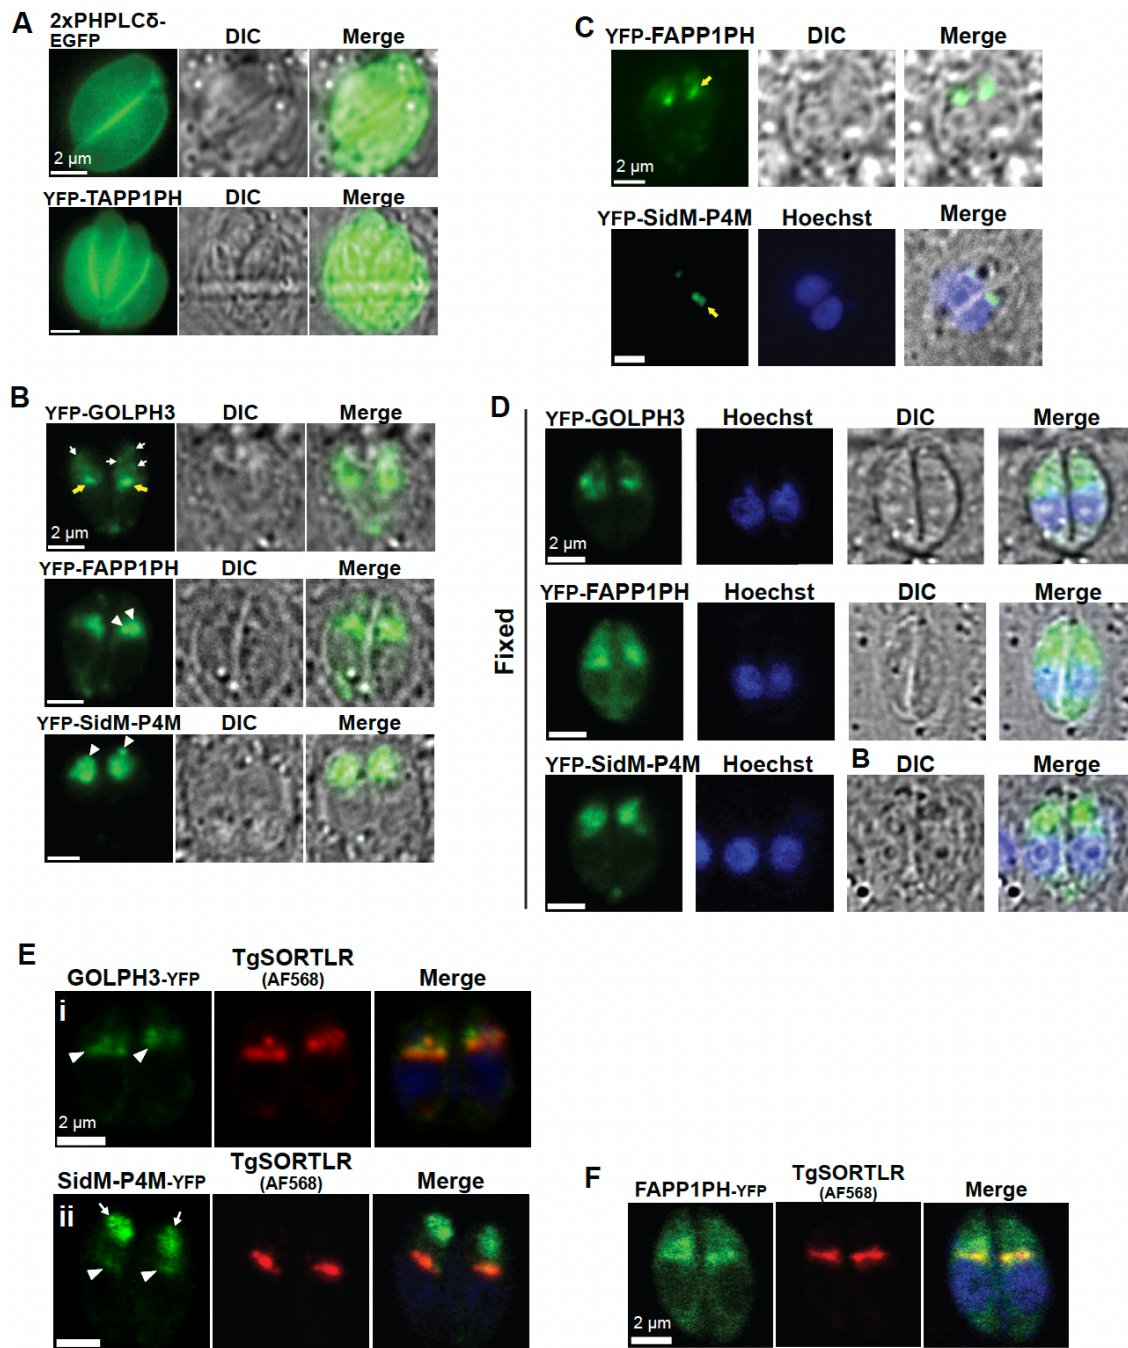 A
2xPHPLCδ-
EGFP
DIC
Merge
2 µm
YFP-TAPP1PH
DIC
Merge
B
YFP-GOLPH3
DIC
Merge
2 µm
YFP-FAPP1PH
DIC
Merge
YFP-SidM-P4M
DIC
Merge
C
YFP-FAPP1PH
DIC
Merge
2 µm
YFP-SidM-P4M
Hoechst
Merge
D
Fixed
YFP-GOLPH3
Hoechst
DIC
Merge
2 µm
YFP-FAPP1PH
Hoechst
DIC
Merge
YFP-SidM-P4M
Hoechst
B
DIC
Merge
E
GOLPH3-YFP
TgSORTLR
(AF568)
Merge
i
2 µm
SidM-P4M-YFP
TgSORTLR
(AF568)
Merge
ii
F
FAPP1PH-YFP
TgSORTLR
(AF568)
Merge
2 µm